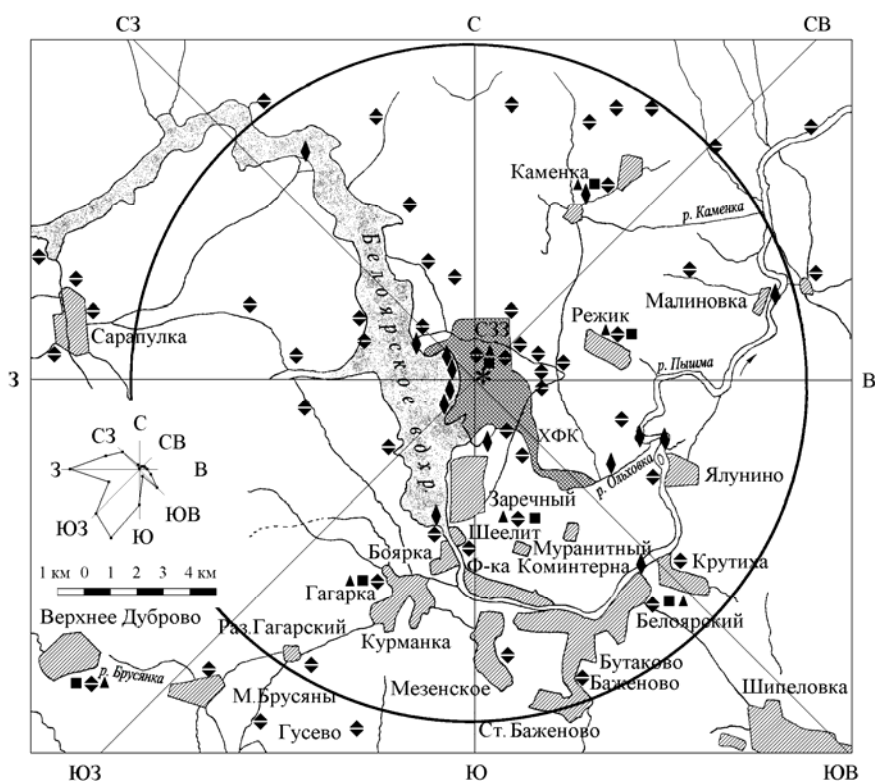 СЗ
С
СВ
Каменка
р. Каменка
Белоярское вдхр.
Малиновка
Режик
СЗЗ
Сарапулка
р. Пышма
З
В
С
СЗ
СВ
З
В
ЮЗ
ЮВ
Ю
ХФК
р. Ольховка
Ялунино
Заречный
Шеелит
Муранитный
Боярка
Ф-ка Коминтерна
Крутиха
1 км 0 1 2 3 4 км
Гагарка
Белоярский
Верхнее Дуброво
Раз.Гагарский
Курманка
Бутаково
р. Брусянка
Мезенское
Баженово
Шипеловка
М.Брусяны
Гусево
Ст. Баженово
ЮЗ
Ю
ЮВ